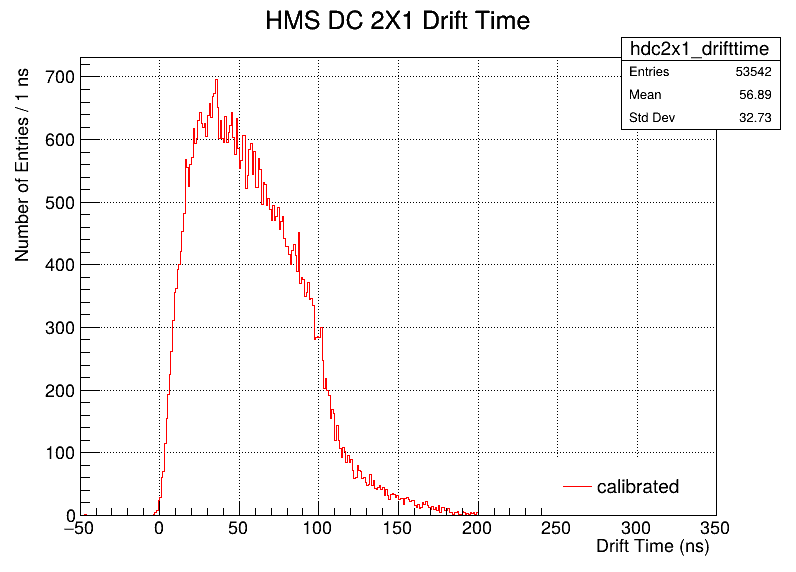 HMS DC 2X1 Drift Time
hdc2x1_drifttime
Entries 53542
Mean 56.89
Std Dev 32.73
Number of Entries / 1 ns
700
600
500
400
300
200
100
0
−50 0 50 100 150 200 250 300 350
Drift Time (ns)
calibrated